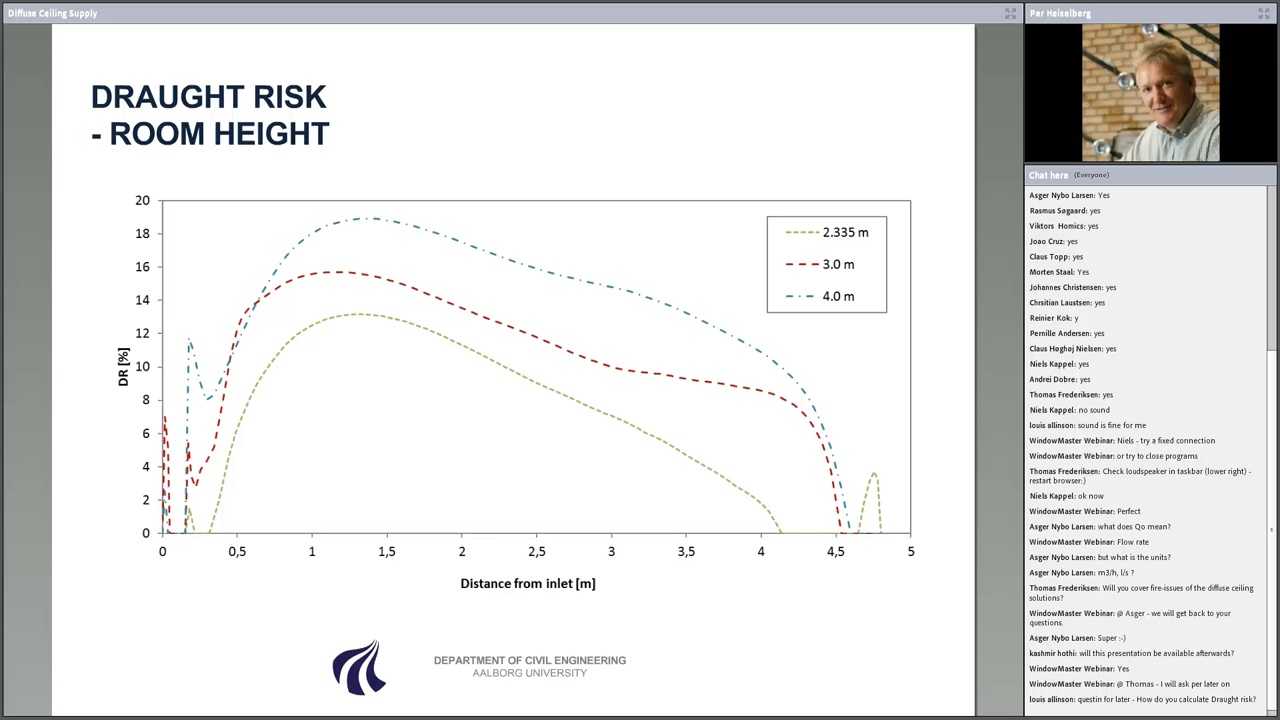 Diffuse Ceiling Supply
DRAUGHT RISK
- ROOM HEIGHT
20
18
16
14
12
10
8
6
4
2
0
DR [%]
2.335 m
3.0 m
4.0 m
0
0,5
1
1,5
2
2,5
3
3,5
4
4,5
5
Distance from inlet [m]
DEPARTMENT OF CIVIL ENGINEERING
AALBORG UNIVERSITY
Per Heiselberg
Chat here (Everyone)
Asger Nybo Larsen: Yes
Rasmus Søgaard: yes
Viktors Homics: yes
Joao Cruz: yes
Claus Topp: yes
Morten Staal: Yes
Johannes Christensen: yes
Chrsitian Laustsen: yes
Reinier Kok: y
Pernille Andersen: yes
Claus Høghøj Nielsen: yes
Niels Kappel: yes
Andrei Dobre: yes
Thomas Frederiksen: yes
Niels Kappel: no sound
louis allinson: sound is fine for me
WindowMaster Webinar: Niels - try a fixed connection
WindowMaster Webinar: or try to close programs
Thomas Frederiksen: Check loudspeaker in taskbar (lower right) -
restart browser:)
Niels Kappel: ok now
WindowMaster Webinar: Perfect
Asger Nybo Larsen: what does Qo mean?
WindowMaster Webinar: Flow rate
Asger Nybo Larsen: but what is the units?
Asger Nybo Larsen: m3/h, l/s ?
Thomas Frederiksen: Will you cover fire-issues of the diffuse ceiling
solutions?
WindowMaster Webinar: @ Asger - we will get back to your
questions.
Asger Nybo Larsen: Super :-)
kashmir hothi: will this presentation be available afterwards?
WindowMaster Webinar: Yes
WindowMaster Webinar: @ Thomas - I will ask per later on
louis allinson: questin for later - How do you calculate Draught risk?